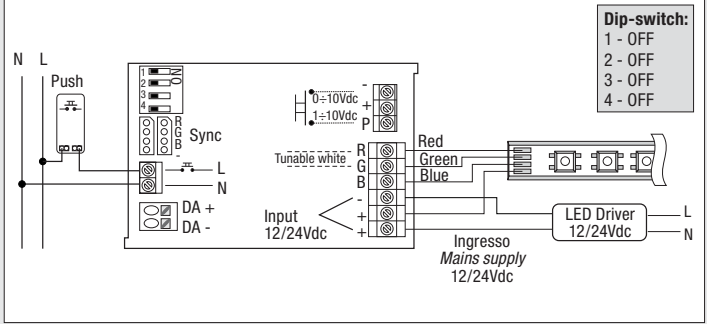 Dip-switch:
1 - OFF
2 - OFF
3 - OFF
4 - OFF
N L
Push
1
2
3
4
NO
R
G
B
-
Sync
L
N
DA +
DA -
0÷10Vdc
1÷10Vdc
-
+
P
Tunable white
R
G
B
-
+
+
Input
12/24Vdc
Red
Green
Blue
LED Driver
12/24Vdc
L
N
Ingresso
Mains supply
12/24Vdc